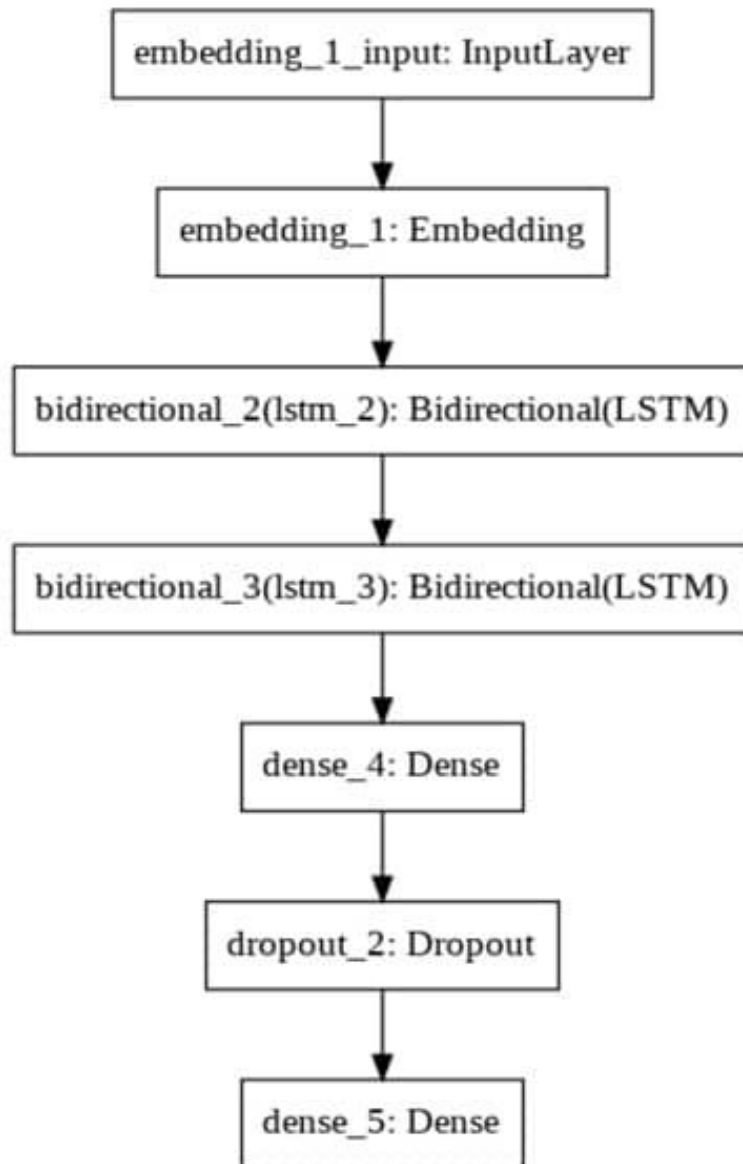 embedding_1_input: InputLayer
embedding_1: Embedding
bidirectional_2(lstm_2): Bidirectional(LSTM)
bidirectional_3(lstm_3): Bidirectional(LSTM)
dense_4: Dense
dropout_2: Dropout
dense_5: Dense